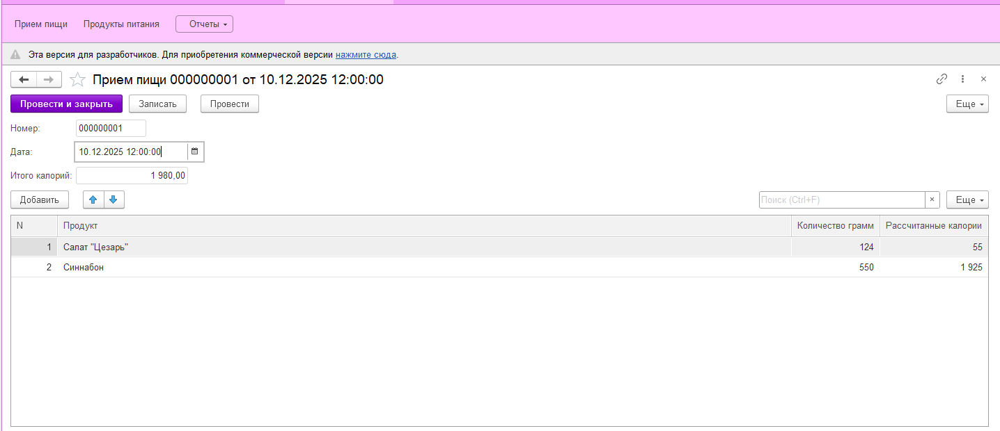 Прием пищи Продукты питания Отчеты
Эта версия для разработчиков. Для приобретения коммерческой версии нажмите сюда.
Прием пищи 000000001 от 10.12.2025 12:00:00
Провести и закрыть Записать Провести Еще
Номер: 000000001
Дата: 10.12.2025 12:00:00
Итого калорий: 1 980,00
Добавить Поиск (Ctrl+F) × Еще
N Продукт Количество грамм Рассчитанные калории
1 Салат "Цезарь" 124 55
2 Синнабон 550 1 925